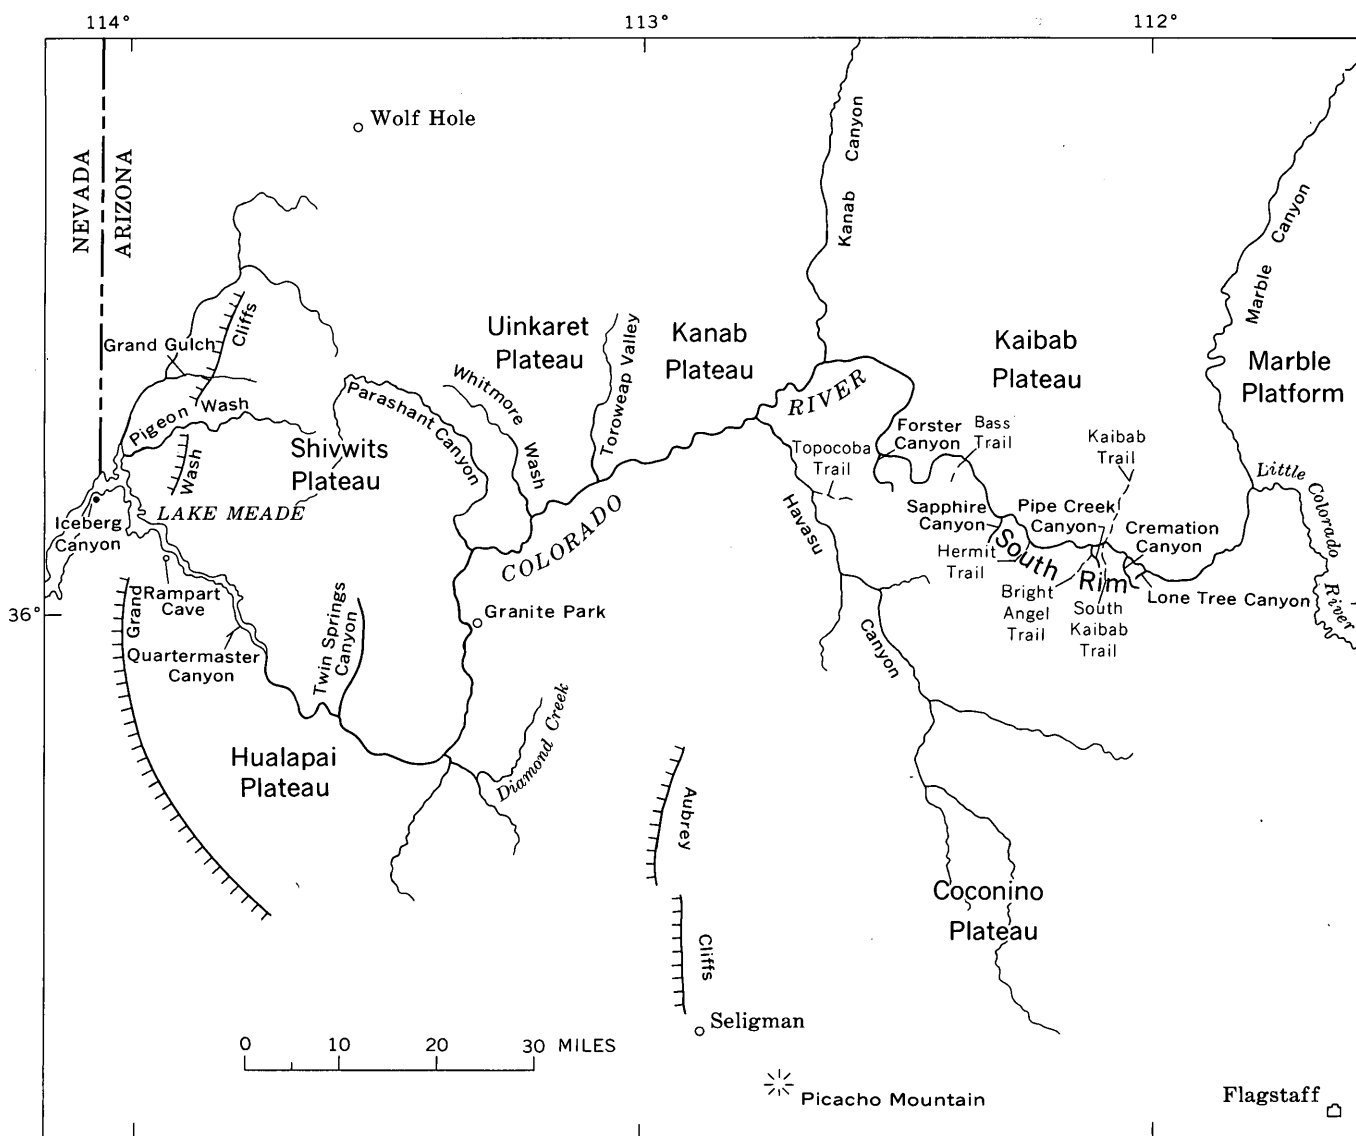 114°
113°
112°
Wolf Hole
NEVADA
ARIZONA
Kanab Canyon
Marble Canyon
Cliffs
Grand Gulch
Uinkaret
Plateau
Toroweap Valley
Kanab
Plateau
Kaibab
Plateau
Marble
Platform
Whitmore
Wash
Parashant Canyon
RIVER
Pigeon Wash
Wash
Shivwits
Plateau
Topocoba
Trail
Forster
Canyon
Bass
Trail
Kaibab
Trail
Little Colorado River
LAKE MEADE
Iceberg
Canyon
COLORADO
Havasu
Canyon
Sapphire
Canyon
Pipe Creek
Canyon
Cremation
Canyon
Hermit
Trail
South Rim
Bright
Angel
Trail
South
Kaibab
Trail
Lone Tree Canyon
36°
Grand
Rampart
Cave
Granite Park
Quartermaster
Canyon
Twin Springs
Canyon
Diamond Creek
Hualapai
Plateau
Aubrey
Cliffs
Coconino
Plateau
Seligman
0 10 20 30 MILES
Picacho Mountain
Flagstaff